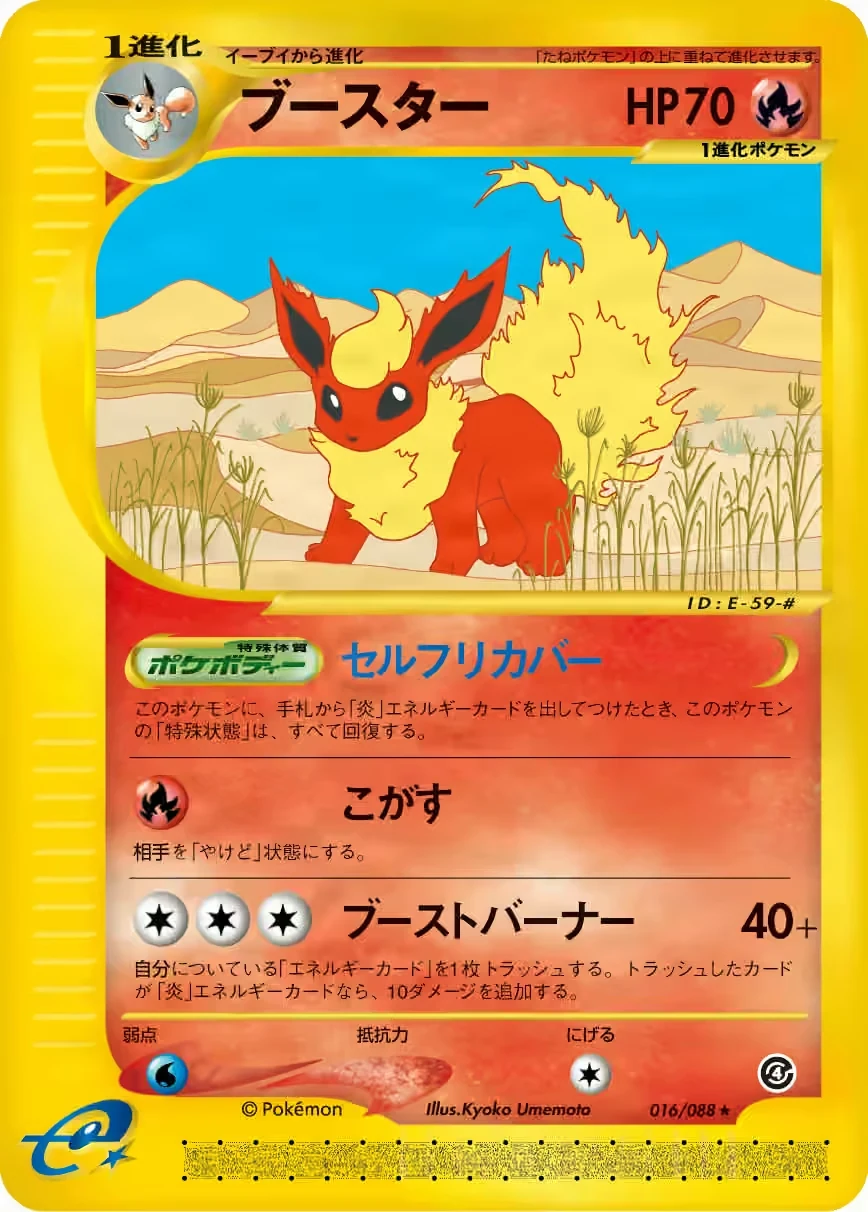 1進化
イーブイから進化
「たねポケモン」の上に重ねて進化させます。
ブースター
HP70
1進化ポケモン
ID:E-59-#
特殊体質
ポケボディー
セルフリカバー
このポケモンに、手札から「炎」エネルギーカードを出してつけたとき、このポケモン
の「特殊状態」は、すべて回復する。
こがす
相手を「やけど」状態にする。
ブーストバーナー
40+
自分についている「エネルギーカード」を1枚トラッシュする。トラッシュしたカード
が「炎」エネルギーカードなら、10ダメージを追加する。
弱点
抵抗力
にげる
4
© Pokémon
Illus.Kyoko Umemoto
016/088★
e